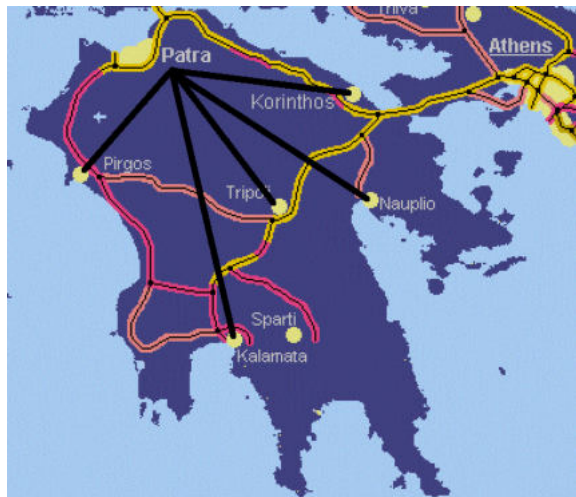 Thiva
Athens
Patra
Korinthos
Pirgos
Tripoli
Nauplio
Sparti
Kalamata